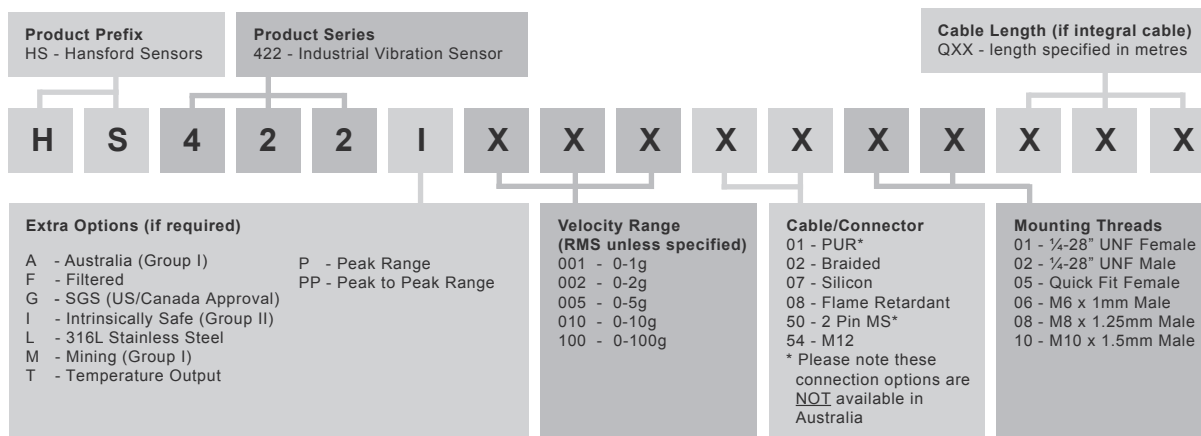 Product Prefix
HS - Hansford Sensors
Product Series
422 - Industrial Vibration Sensor
Cable Length (if integral cable)
QXX - length specified in metres
H S 4 2 2 I X X X X X X X X X X
Extra Options (if required)
A - Australia (Group I)
F - Filtered
G - SGS (US/Canada Approval)
I - Intrinsically Safe (Group II)
L - 316L Stainless Steel
M - Mining (Group I)
T - Temperature Output
P - Peak Range
PP - Peak to Peak Range
Velocity Range
(RMS unless specified)
001 - 0-1g
002 - 0-2g
005 - 0-5g
010 - 0-10g
100 - 0-100g
Cable/Connector
01 - PUR*
02 - Braided
07 - Silicon
08 - Flame Retardant
50 - 2 Pin MS*
54 - M12
* Please note these
connection options are
NOT available in
Australia
Mounting Threads
01 - ¼-28” UNF Female
02 - ¼-28” UNF Male
05 - Quick Fit Female
06 - M6 x 1mm Male
08 - M8 x 1.25mm Male
10 - M10 x 1.5mm Male